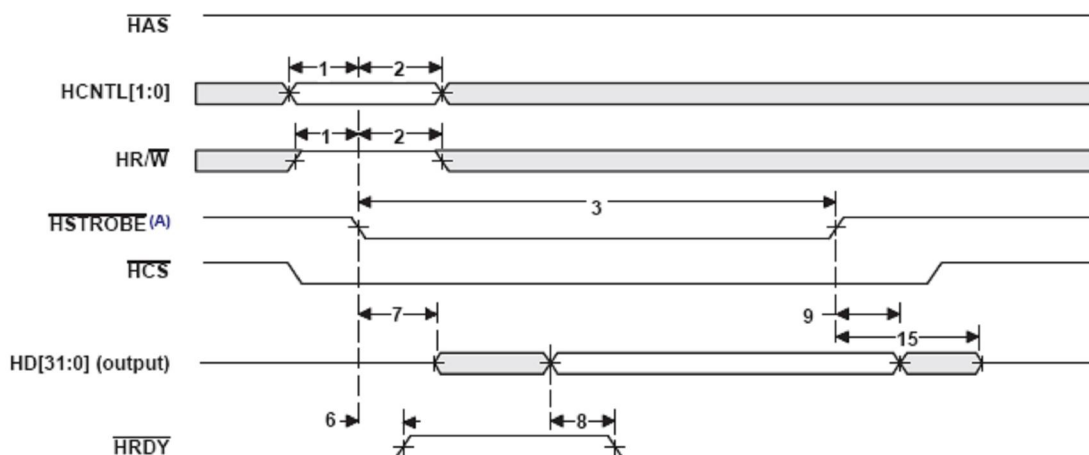 HAS
1 2
HCNTL[1:0]
1 2
HR/W
3
HSTROBE(A)
HCS
7 9
15
HD[31:0] (output)
6 8
HRDY